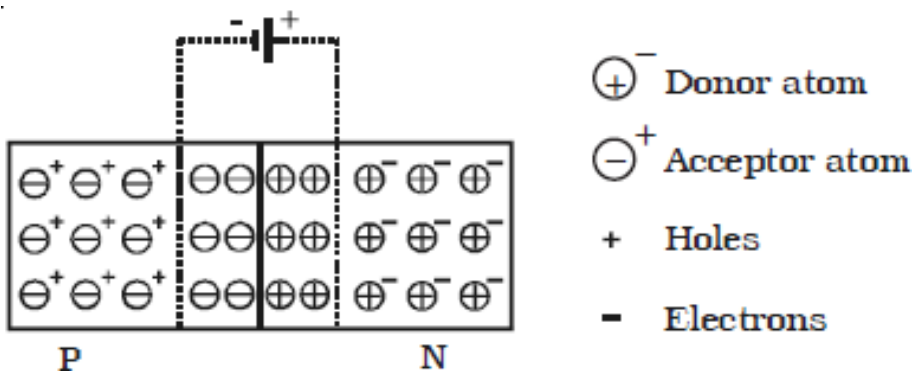 - +
Donor atom
Acceptor atom
+ Holes
- Electrons
P N